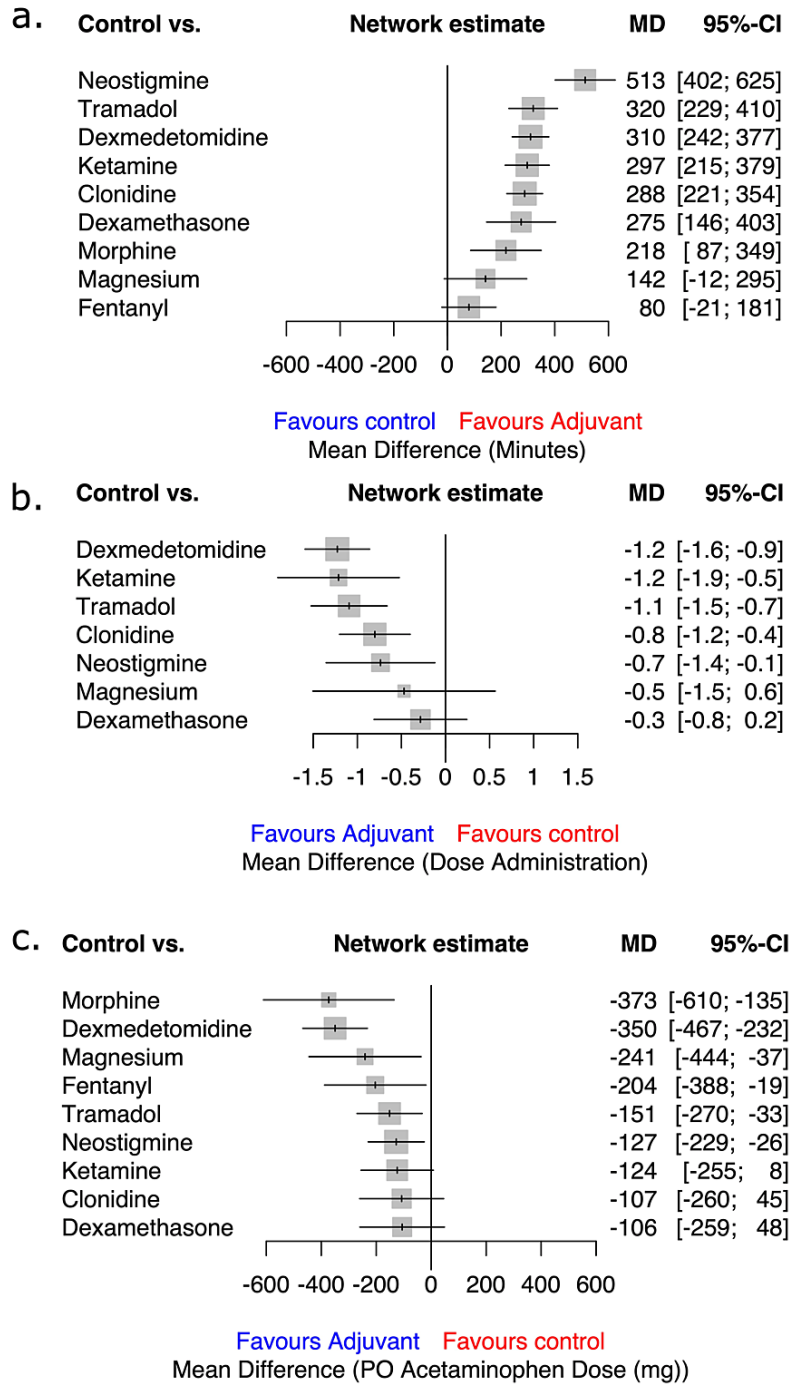 a. Control vs. Network estimate MD 95%-CI
Neostigmine 513 [402; 625]
Tramadol 320 [229; 410]
Dexmedetomidine 310 [242; 377]
Ketamine 297 [215; 379]
Clonidine 288 [221; 354]
Dexamethasone 275 [146; 403]
Morphine 218 [ 87; 349]
Magnesium 142 [-12; 295]
Fentanyl 80 [-21; 181]
-600 -400 -200 0 200 400 600
Favours control Favours Adjuvant
Mean Difference (Minutes)
b. Control vs. Network estimate MD 95%-CI
Dexmedetomidine -1.2 [-1.6; -0.9]
Ketamine -1.2 [-1.9; -0.5]
Tramadol -1.1 [-1.5; -0.7]
Clonidine -0.8 [-1.2; -0.4]
Neostigmine -0.7 [-1.4; -0.1]
Magnesium -0.5 [-1.5; 0.6]
Dexamethasone -0.3 [-0.8; 0.2]
-1.5 -1 -0.5 0 0.5 1 1.5
Favours Adjuvant Favours control
Mean Difference (Dose Administration)
c. Control vs. Network estimate MD 95%-CI
Morphine -373 [-610; -135]
Dexmedetomidine -350 [-467; -232]
Magnesium -241 [-444; -37]
Fentanyl -204 [-388; -19]
Tramadol -151 [-270; -33]
Neostigmine -127 [-229; -26]
Ketamine -124 [-255; 8]
Clonidine -107 [-260; 45]
Dexamethasone -106 [-259; 48]
-600 -400 -200 0 200 400 600
Favours Adjuvant Favours control
Mean Difference (PO Acetaminophen Dose (mg))